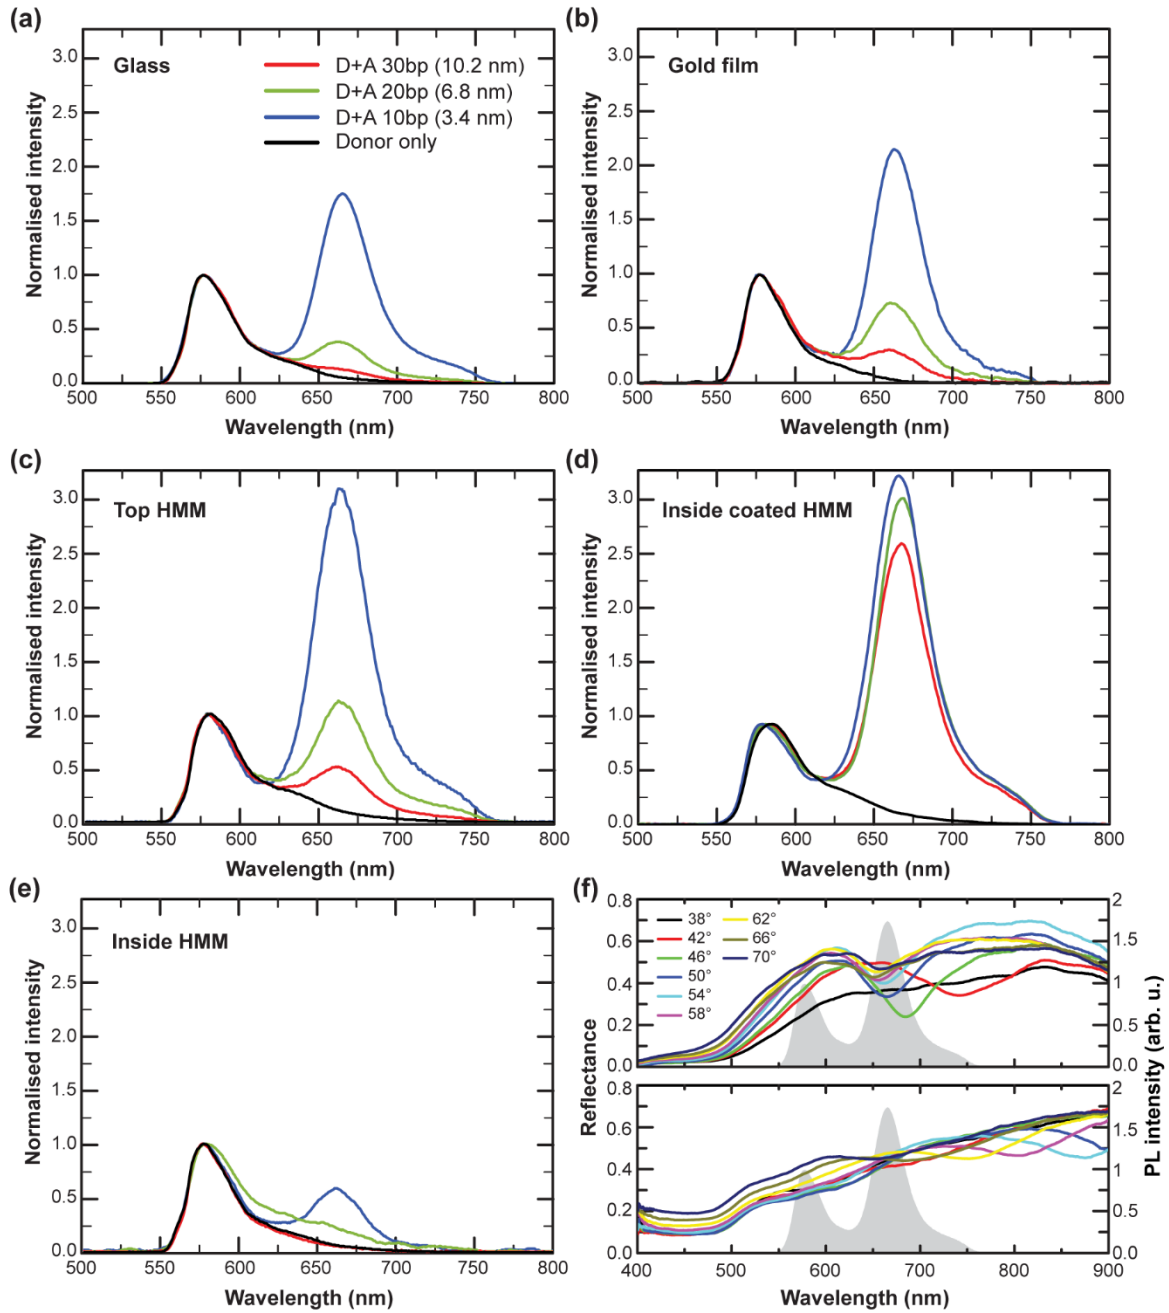 (a)
Glass
D+A 30bp (10.2 nm)
D+A 20bp (6.8 nm)
D+A 10bp (3.4 nm)
Donor only
Normalised intensity
3.0
2.5
2.0
1.5
1.0
0.5
0.0
500 550 600 650 700 750 800
Wavelength (nm)
(b)
Gold film
Normalised intensity
3.0
2.5
2.0
1.5
1.0
0.5
0.0
500 550 600 650 700 750 800
Wavelength (nm)
(c)
Top HMM
Normalised intensity
3.0
2.5
2.0
1.5
1.0
0.5
0.0
500 550 600 650 700 750 800
Wavelength (nm)
(d)
Inside coated HMM
Normalised intensity
3.0
2.5
2.0
1.5
1.0
0.5
0.0
500 550 600 650 700 750 800
Wavelength (nm)
(e)
Inside HMM
Normalised intensity
3.0
2.5
2.0
1.5
1.0
0.5
0.0
500 550 600 650 700 750 800
Wavelength (nm)
(f)
38° 62°
42° 66°
46° 70°
50°
54°
58°
Reflectance
0.8
0.6
0.4
0.2
0.0
0.8
0.6
0.4
0.2
0.0
2
1.5
1
0.5
0.0
2
1.5
1
0.5
0.0
PL intensity (arb. u.)
400 500 600 700 800 900
Wavelength (nm)